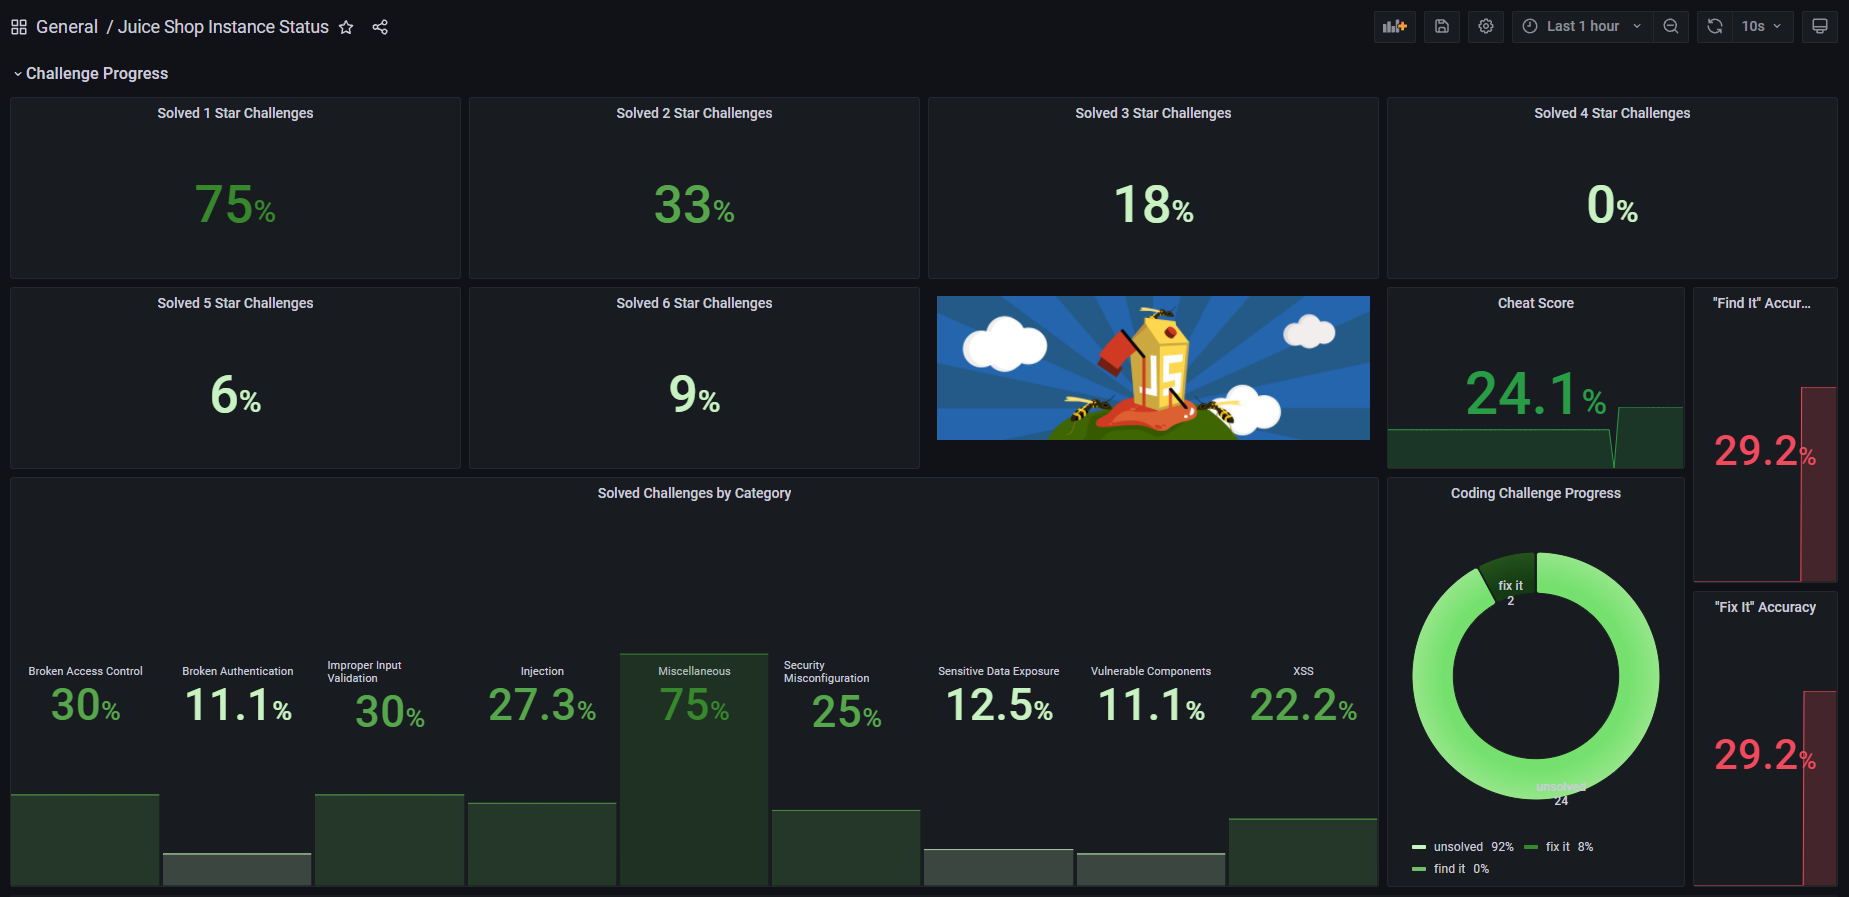 General / Juice Shop Instance Status
Last 1 hour
10s
Challenge Progress
Solved 1 Star Challenges
75%
Solved 2 Star Challenges
33%
Solved 3 Star Challenges
18%
Solved 4 Star Challenges
0%
Solved 5 Star Challenges
6%
Solved 6 Star Challenges
9%
JS
Cheat Score
24.1%
"Find It" Accur...
29.2%
Solved Challenges by Category
Broken Access Control
30%
Broken Authentication
11.1%
Improper Input
Validation
30%
Injection
27.3%
Miscellaneous
75%
Security
Misconfiguration
25%
Sensitive Data Exposure
12.5%
Vulnerable Components
11.1%
XSS
22.2%
Coding Challenge Progress
fix it
2
unsolved
24
unsolved 92% fix it 8%
find it 0%
"Fix It" Accuracy
29.2%